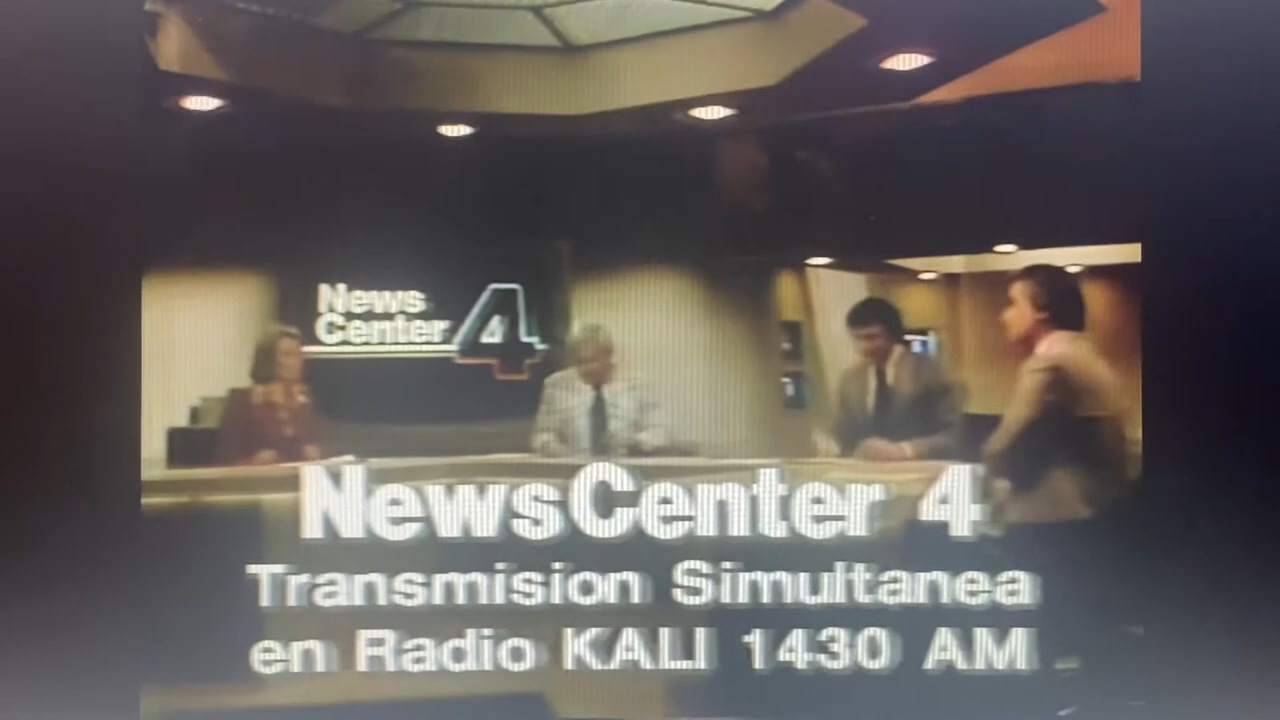 News
Center 4
NewsCenter 4
Transmision Simultanea
en Radio KALI 1430 AM